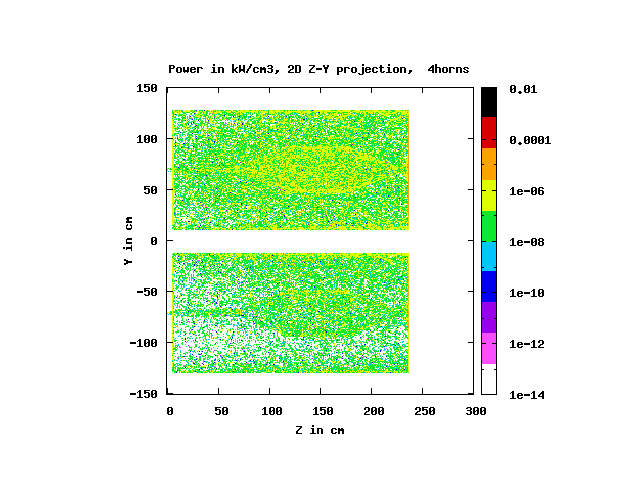 Power in kW/cm3, 2D Z-Y projection,  4horns
150
100
50
0
-50
-100
-150
Y in cm
0 50 100 150 200 250 300
Z in cm
0.01
0.0001
1e-06
1e-08
1e-10
1e-12
1e-14